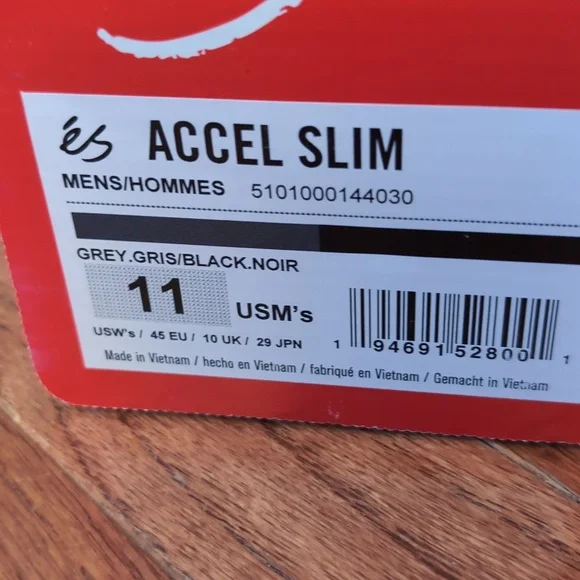 éS ACCEL SLIM
MENS/HOMMES 5101000144030
GREY.GRIS/BLACK.NOIR
11 USM's
USW's / 45 EU / 10 UK / 29 JPN
1 94691 52800 1
Made in Vietnam / hecho en Vietnam / fabriqué en Vietnam / Gemacht in Vietnam